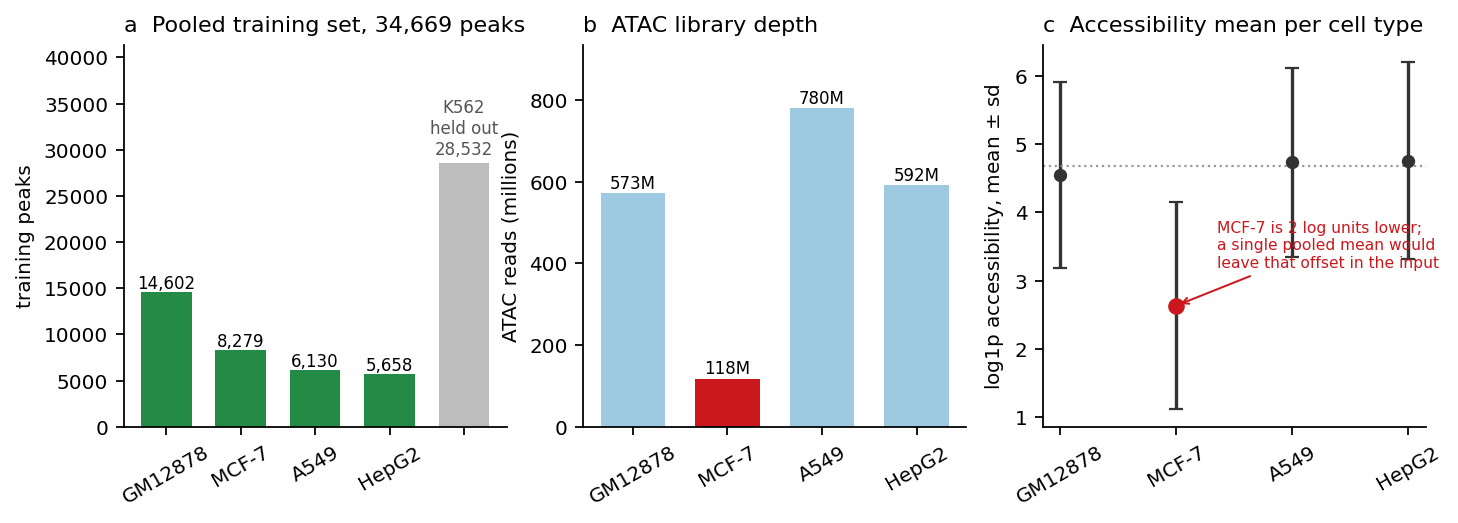 a  Pooled training set, 34,669 peaks
training peaks
40000
35000
30000
25000
20000
15000
10000
5000
0
14,602
8,279
6,130
5,658
K562
held out
28,532
GM12878
MCF-7
A549
HepG2
b  ATAC library depth
ATAC reads (millions)
800
600
400
200
0
573M
118M
780M
592M
GM12878
MCF-7
A549
HepG2
c  Accessibility mean per cell type
log1p accessibility, mean ± sd
6
5
4
3
2
1
MCF-7 is 2 log units lower;
a single pooled mean would
leave that offset in the input
GM12878
MCF-7
A549
HepG2